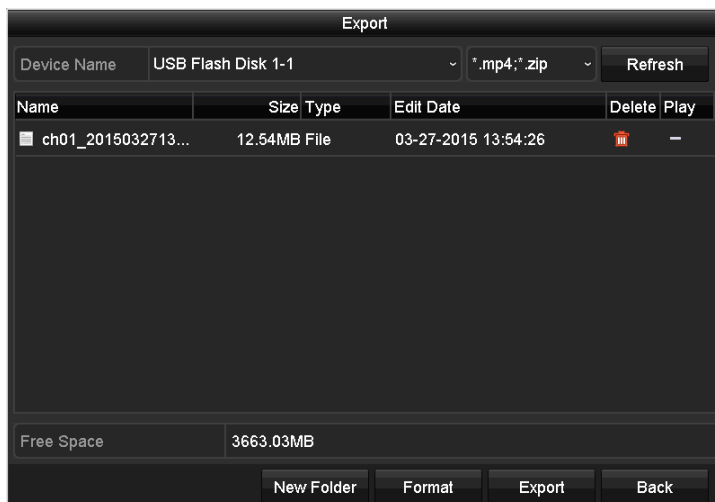 Export
Device Name USB Flash Disk 1-1 *.mp4;*.zip Refresh
Name Size Type Edit Date Delete Play
ch01_2015032713... 12.54MB File 03-27-2015 13:54:26
Free Space 3663.03MB
New Folder Format Export Back